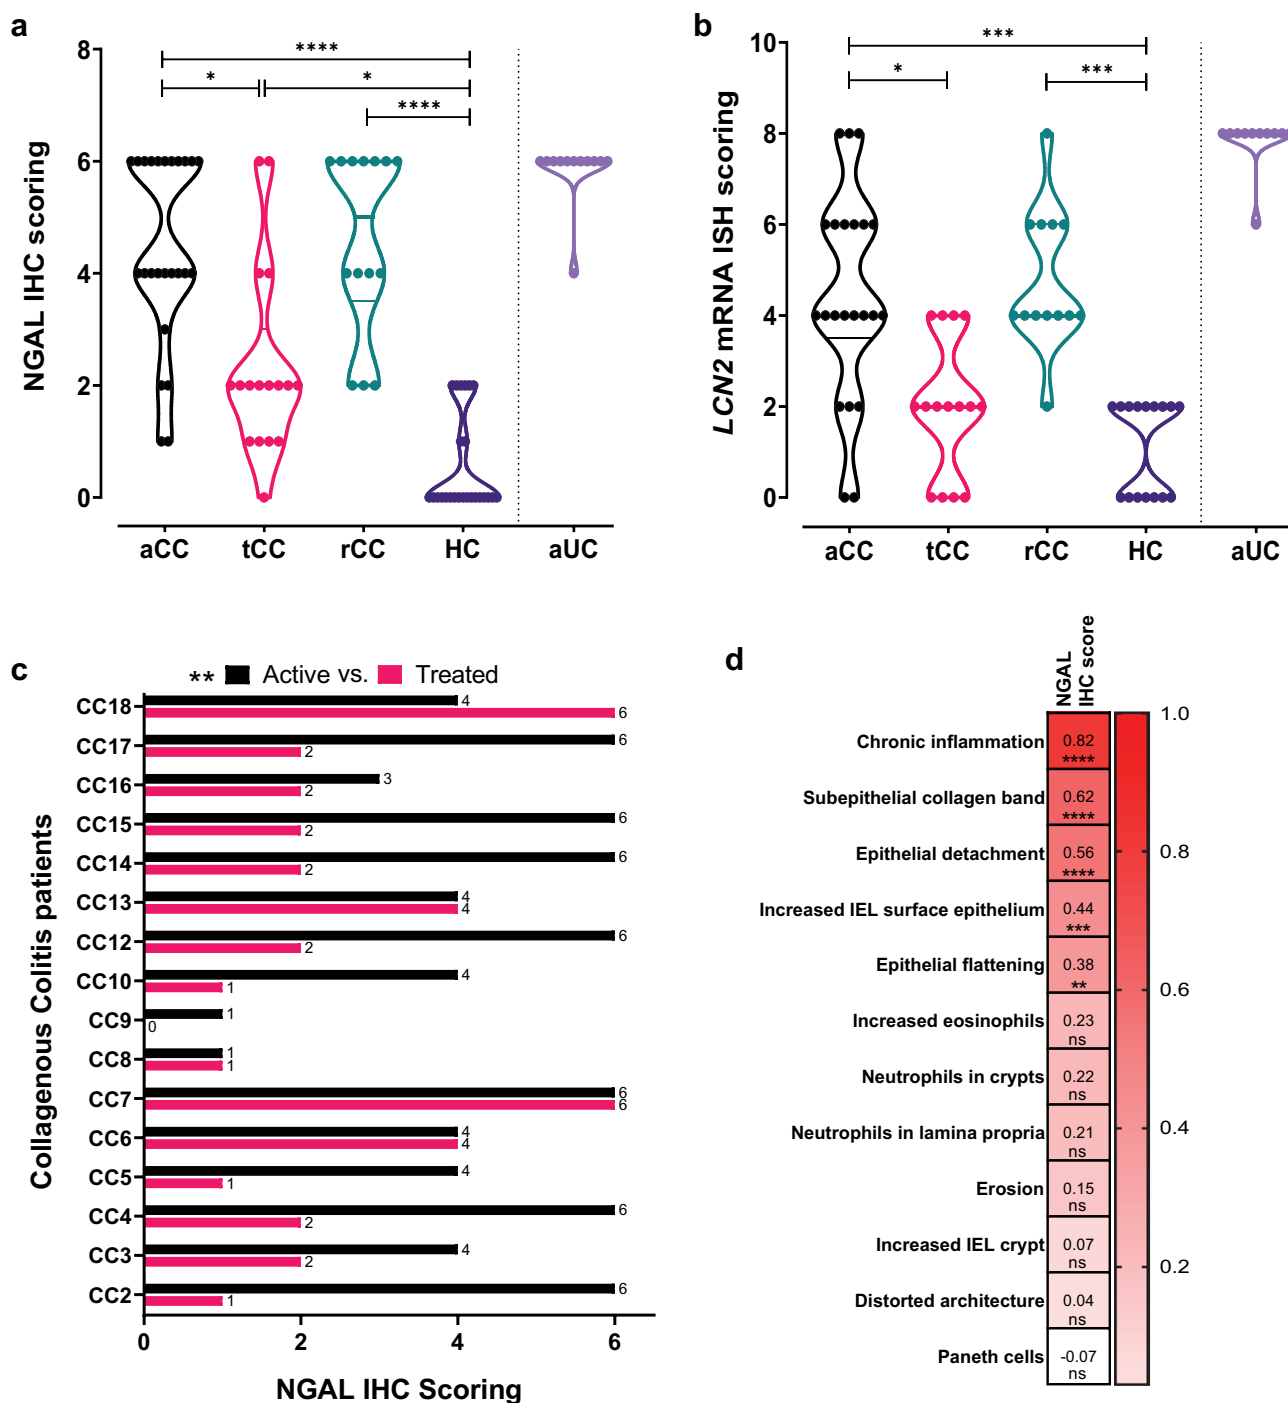 a
NGAL IHC scoring
8
6
4
2
0
****
*
*
****
aCC
tCC
rCC
HC
aUC
b
LCN2 mRNA ISH scoring
10
8
6
4
2
0
***
*
***
aCC
tCC
rCC
HC
aUC
c
** Active vs. Treated
Collagenous Colitis patients
CC18 4 6
CC17 6 2
CC16 3 2
CC15 6 2
CC14 6 2
CC13 4 4
CC12 6 2
CC10 4 1
CC9 1 0
CC8 1 1
CC7 6 6
CC6 4 4
CC5 4 1
CC4 6 2
CC3 4 2
CC2 6 1
0 2 4 6
NGAL IHC Scoring
d
NGAL
IHC score
Chronic inflammation 0.82
****
Subepithelial collagen band 0.62
****
Epithelial detachment 0.56
****
Increased IEL surface epithelium 0.44
***
Epithelial flattening 0.38
**
Increased eosinophils 0.23
ns
Neutrophils in crypts 0.22
ns
Neutrophils in lamina propria 0.21
ns
Erosion 0.15
ns
Increased IEL crypt 0.07
ns
Distorted architecture 0.04
ns
Paneth cells -0.07
ns
1.0
0.8
0.6
0.4
0.2